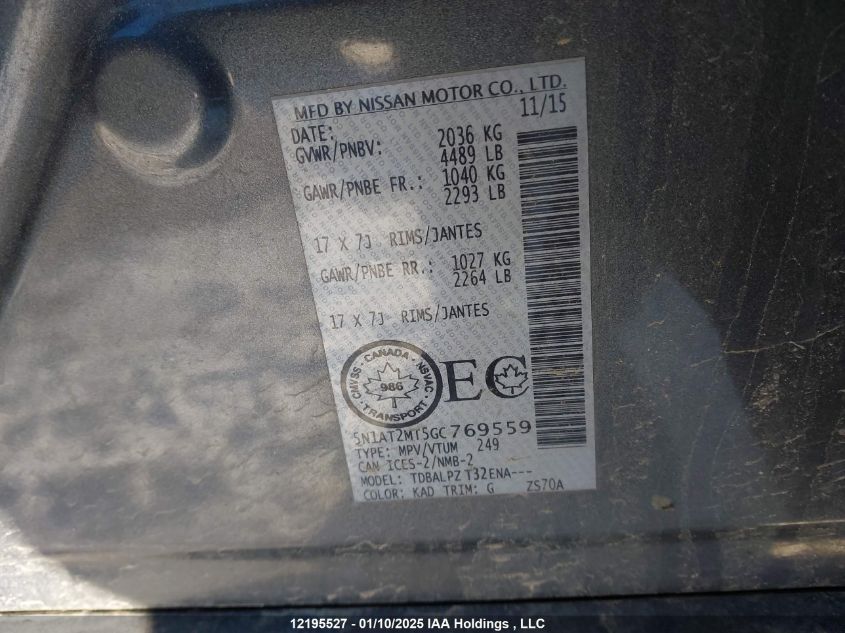 MFD BY NISSAN MOTOR CO., LTD.
DATE: 11/15
GVWR/PNBV: 2036 KG
4489 LB
GAWR/PNBE FR.: 1040 KG
2293 LB
17 X 7J RIMS/JANTES
GAWR/PNBE RR.: 1027 KG
2264 LB
17 X 7J RIMS/JANTES
CMVSS · CANADA · NSVAC
986
TRANSPORT
EC
5N1AT2MT5GC769559
TYPE: MPV/VTUM 249
CAN ICES-2/NMB-2
MODEL: TDBALPZ T32ENA---
COLOR: KAD TRIM: G ZS70A
12195527 - 01/10/2025 IAA Holdings , LLC